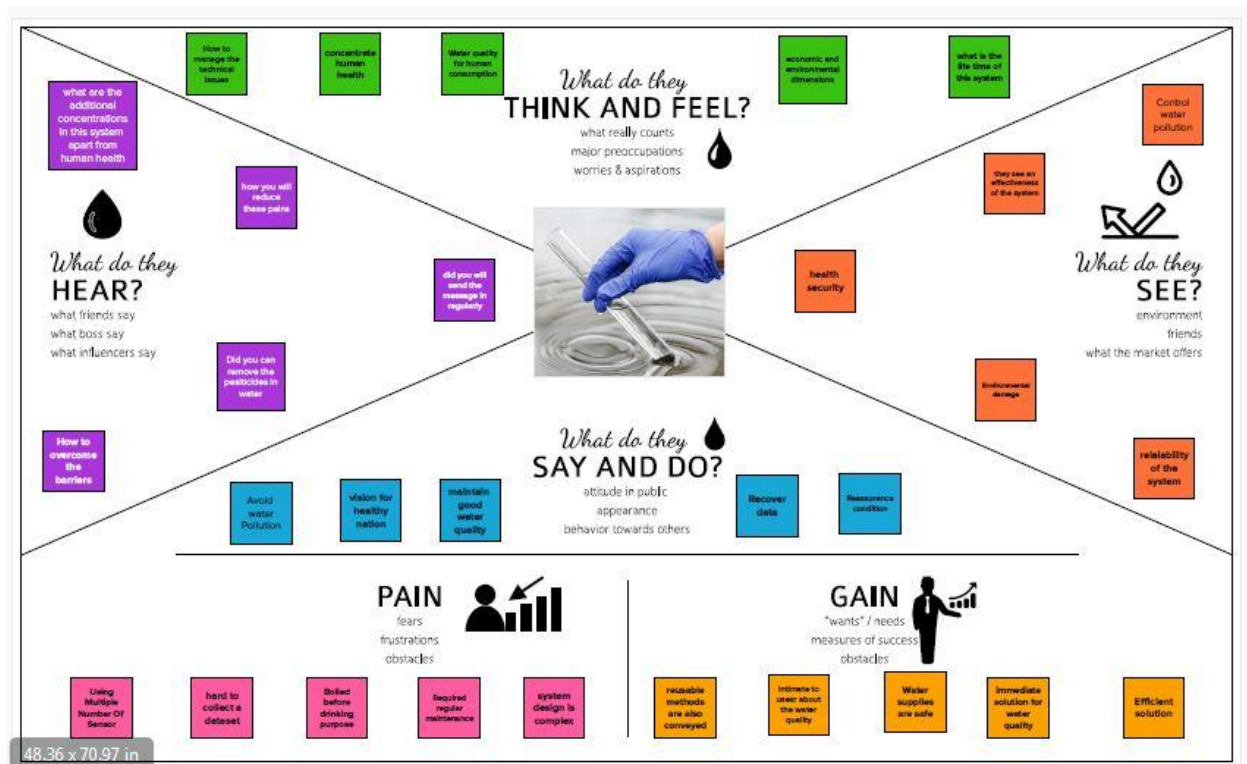 How to
manage the
technical
issues
concentrate
human
health
Water quality
for human
consumption
What do they
THINK AND FEEL?
what really counts
major preoccupations
worries & aspirations
economic and
environmental
dimensions
what is the
life time of
this system
what are the
additional
concentrations
in this system
apart from
human health
how you will
reduce
these pains
did you will
send the
message in
regularly
What do they
HEAR?
what friends say
what boss say
what influencers say
Did you can
remove the
pesticides in
water
How to
overcome
the
barriers
Control
water
pollution
they see an
effectiveness
of the system
health
security
What do they
SEE?
environment
friends
what the market offers
Environmental
damage
relaiability
of the
system
What do they
SAY AND DO?
attitude in public
appearance
behavior towards others
Avoid
water
Pollution
vision for
healthy
nation
maintain
good
water
quality
Recover
data
Reassurence
condition
PAIN
fears
frustrations
obstacles
Using
Multiple
Number Of
Sensor
hard to
collect a
dataset
Boiled
before
drinking
purpose
Required
regular
maintenance
system
design is
complex
GAIN
"wants" / needs
measures of success
obstacles
reusable
methods
are also
conveyed
Intimate to
user about
the water
quality
Water
supplies
are safe
immediate
solution for
water
quality
Efficient
solution
48.36 x 70.97 in